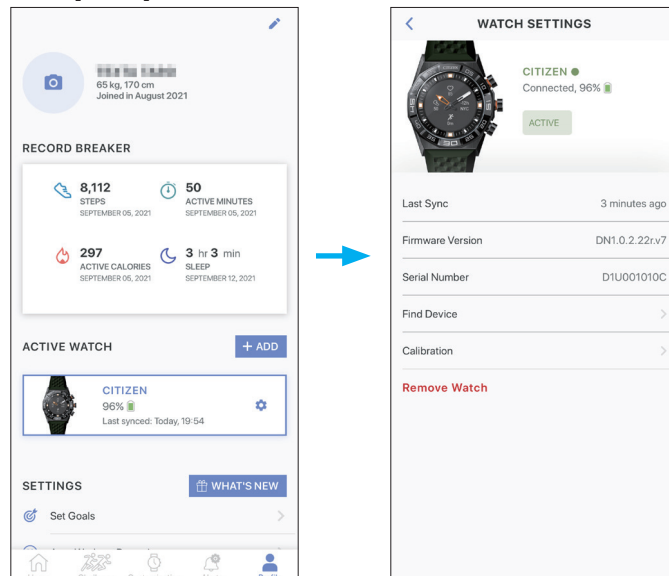 65 kg, 170 cm
Joined in August 2021
RECORD BREAKER
8,112
STEPS
SEPTEMBER 05, 2021
50
ACTIVE MINUTES
SEPTEMBER 05, 2021
297
ACTIVE CALORIES
SEPTEMBER 05, 2021
3 hr 3 min
SLEEP
SEPTEMBER 12, 2021
ACTIVE WATCH
+ ADD
CITIZEN
96%
Last synced: Today, 19:54
SETTINGS
WHAT'S NEW
Set Goals
WATCH SETTINGS
CITIZEN
Connected, 96%
ACTIVE
Last Sync 3 minutes ago
Firmware Version DN1.0.2.22r.v7
Serial Number D1U001010C
Find Device
Calibration
Remove Watch